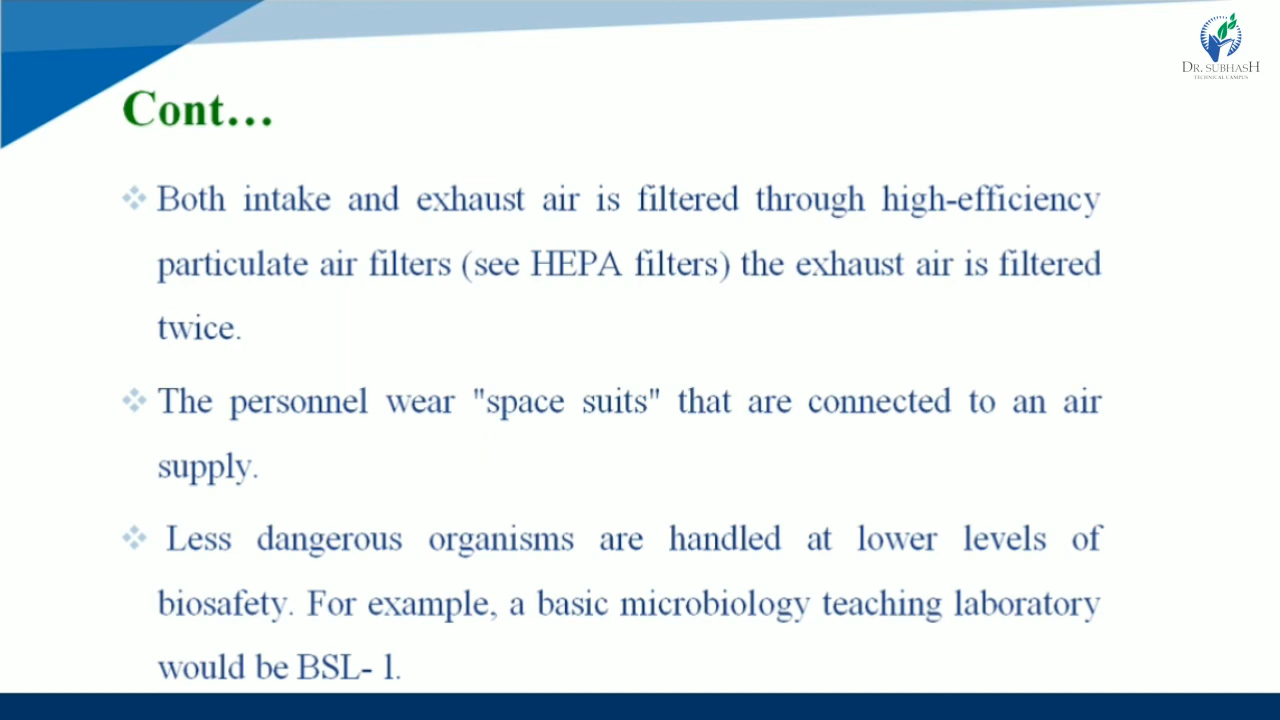 DR. SUBHASH
TECHNICAL CAMPUS
Cont...
Both intake and exhaust air is filtered through high-efficiency
particulate air filters (see HEPA filters) the exhaust air is filtered
twice.
The personnel wear "space suits" that are connected to an air
supply.
Less dangerous organisms are handled at lower levels of
biosafety. For example, a basic microbiology teaching laboratory
would be BSL- l.